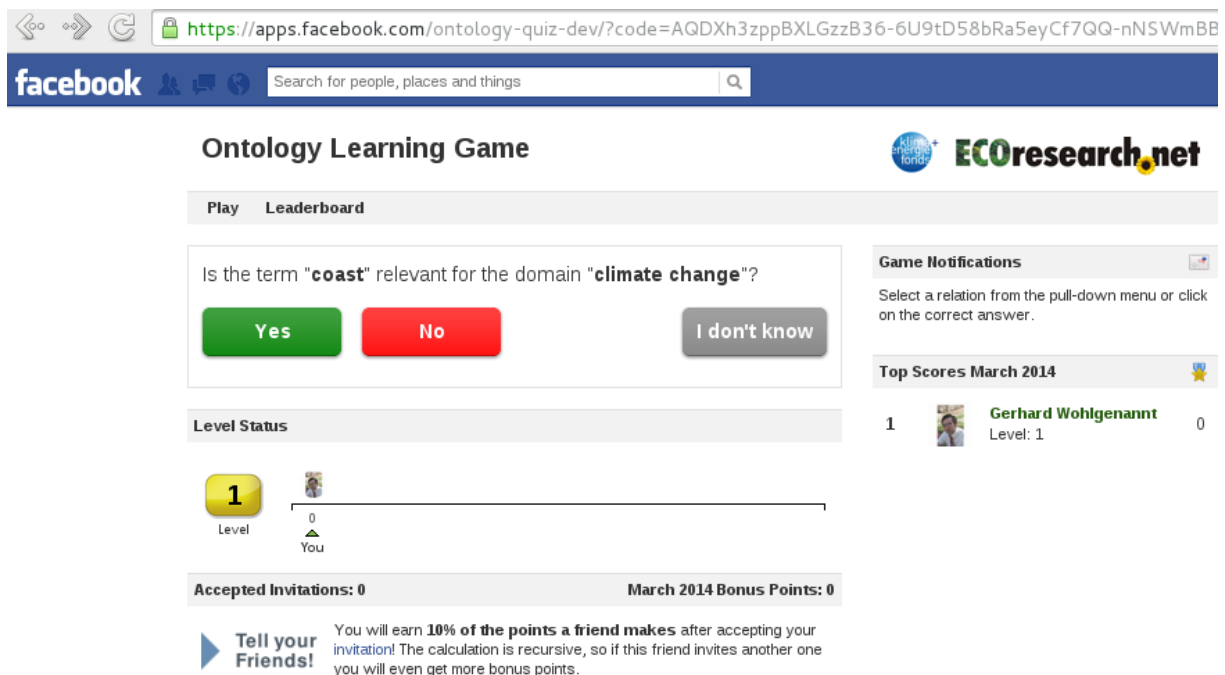 https://apps.facebook.com/ontology-quiz-dev/?code=AQDXh3zppBXLGzzB36-6U9tD58bRa5eyCf7QQ-nNSWmBB
facebook
Search for people, places and things
Ontology Learning Game
klima+
energie
fonds
ECOresearch.net
Play Leaderboard
Is the term "coast" relevant for the domain "climate change"?
Yes No I don't know
Level Status
1
Level
0
You
Accepted Invitations: 0 March 2014 Bonus Points: 0
Tell your
Friends!
You will earn 10% of the points a friend makes after accepting your
invitation! The calculation is recursive, so if this friend invites another one
you will even get more bonus points.
Game Notifications
Select a relation from the pull-down menu or click
on the correct answer.
Top Scores March 2014
1 Gerhard Wohlgenannt 0
Level: 1